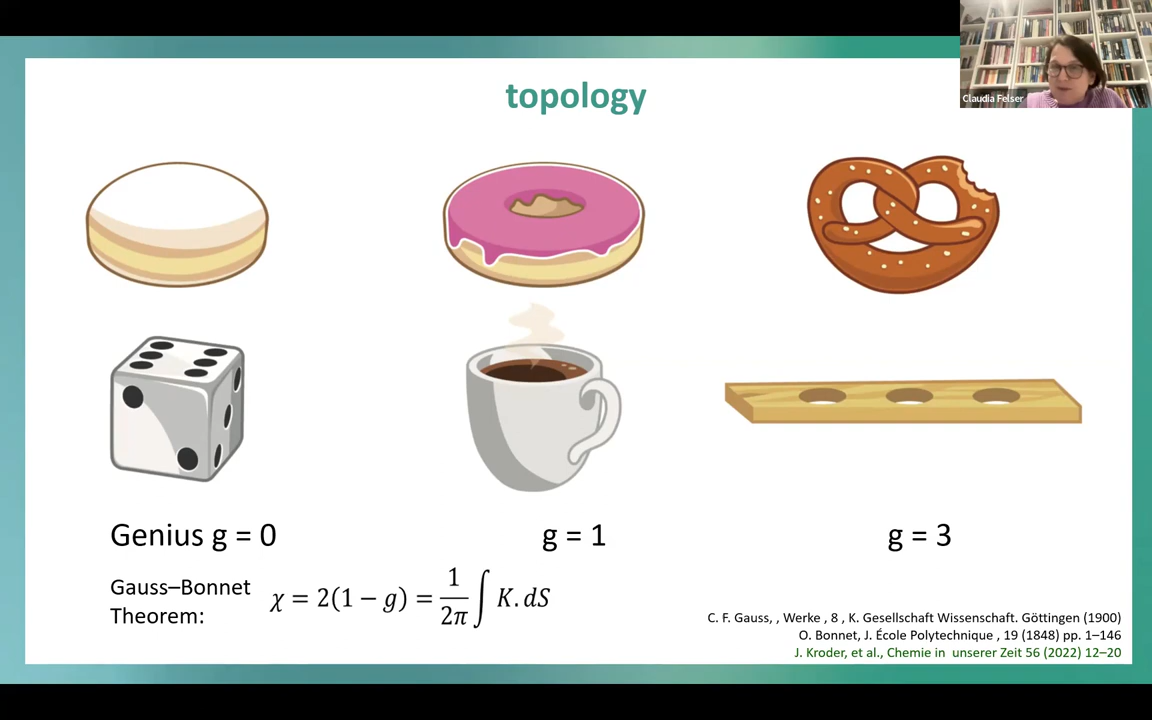 Claudia Felser
topology
Genius g = 0
g = 1
g = 3
Gauss–Bonnet
Theorem:
χ = 2(1 − g) = 1/2π ∫ K. dS
C. F. Gauss, , Werke , 8 , K. Gesellschaft Wissenschaft. Göttingen (1900)
O. Bonnet, J. École Polytechnique , 19 (1848) pp. 1–146
J. Kroder, et al., Chemie in unserer Zeit 56 (2022) 12–20